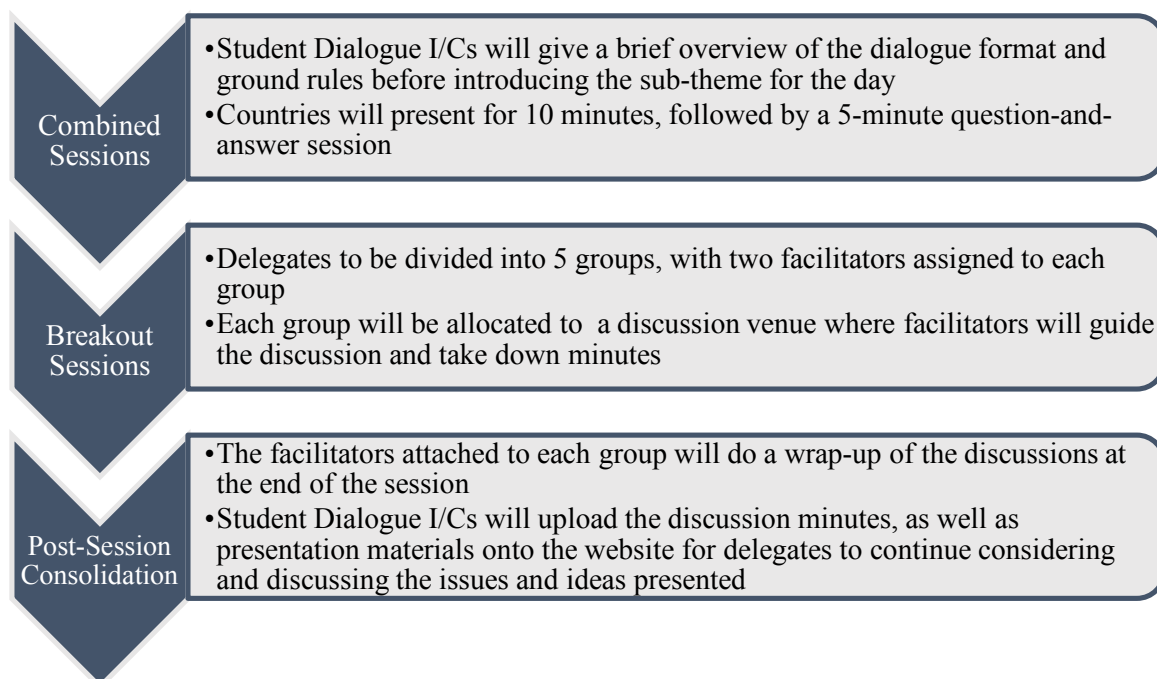 Combined
Sessions
•Student Dialogue I/Cs will give a brief overview of the dialogue format and
ground rules before introducing the sub-theme for the day
•Countries will present for 10 minutes, followed by a 5-minute question-and-
answer session
Breakout
Sessions
•Delegates to be divided into 5 groups, with two facilitators assigned to each
group
•Each group will be allocated to  a discussion venue where facilitators will guide
the discussion and take down minutes
Post-Session
Consolidation
•The facilitators attached to each group will do a wrap-up of the discussions at
the end of the session
•Student Dialogue I/Cs will upload the discussion minutes, as well as
presentation materials onto the website for delegates to continue considering
and discussing the issues and ideas presented